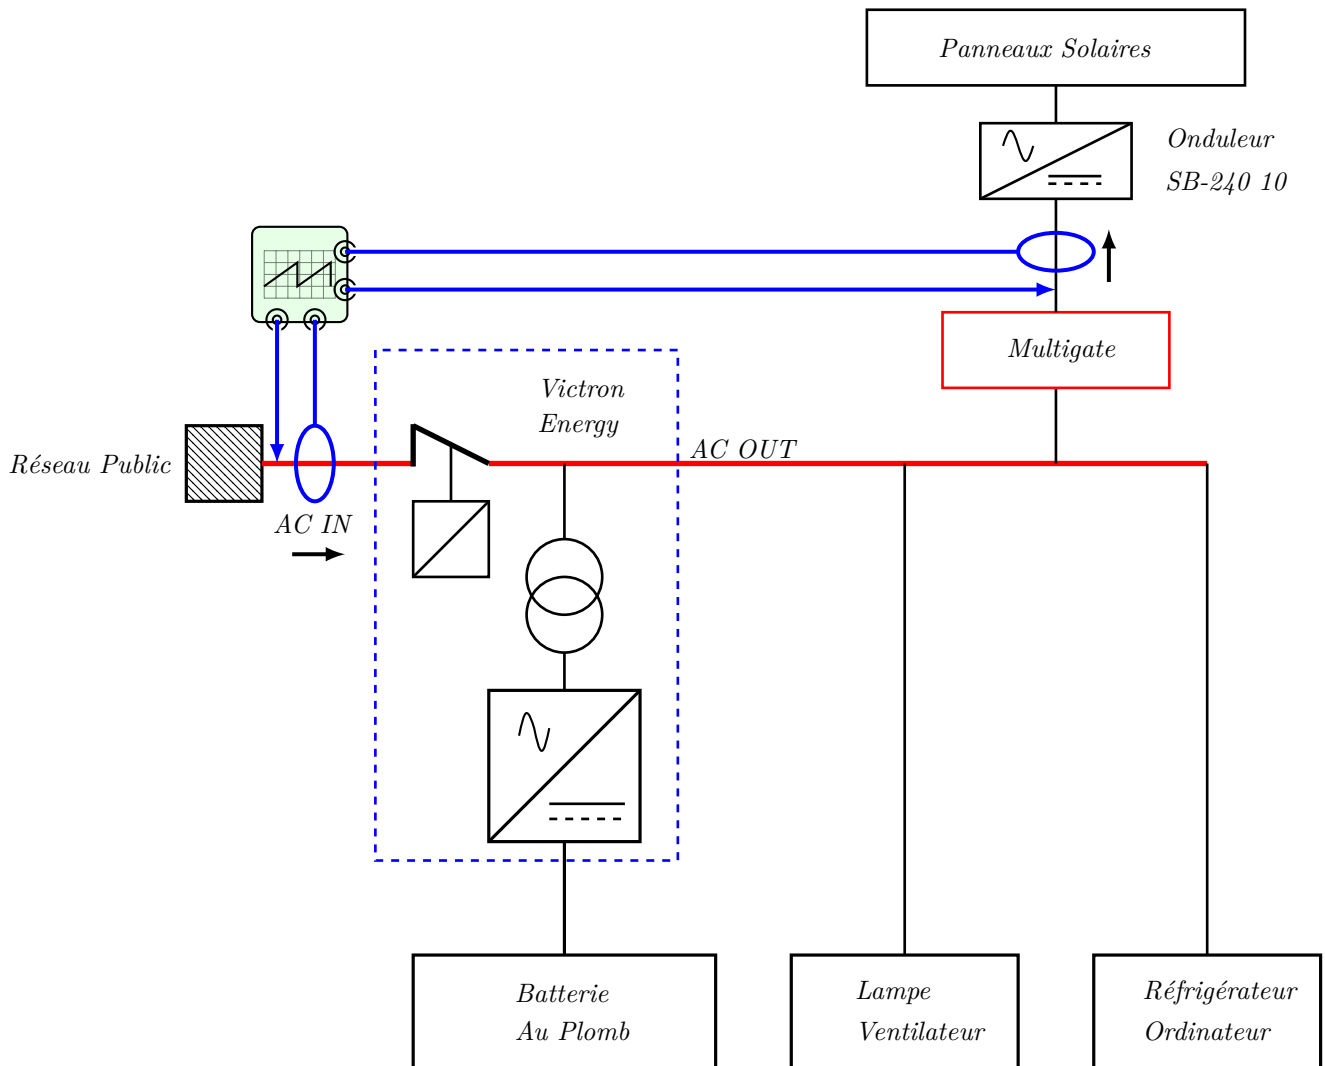 Panneaux Solaires
Onduleur
SB-240 10
Multigate
Victron
Energy
AC OUT
Réseau Public
AC IN
Batterie
Au Plomb
Lampe
Ventilateur
Réfrigérateur
Ordinateur